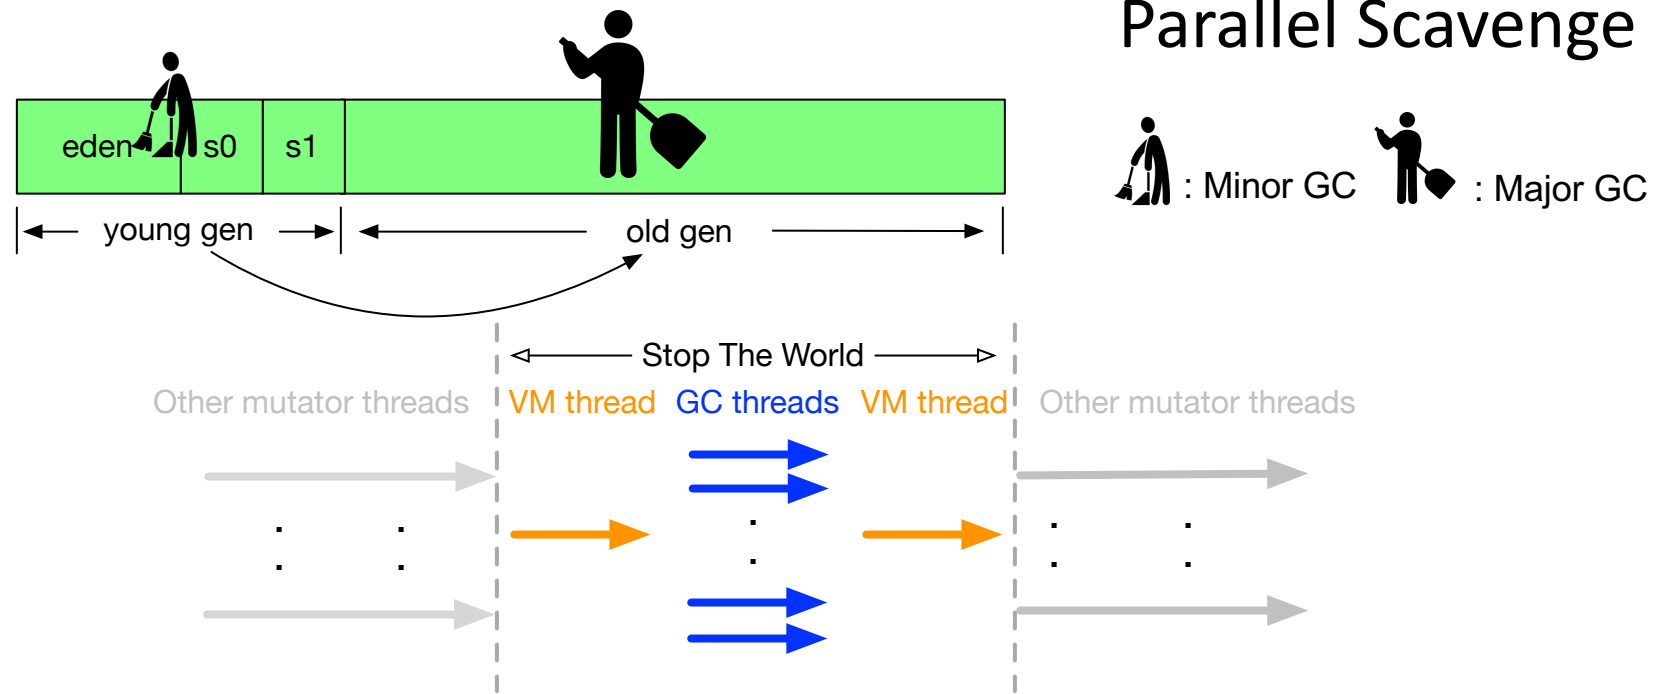 Parallel Scavenge
eden s0 s1
: Minor GC : Major GC
young gen old gen
Stop The World
Other mutator threads VM thread GC threads VM thread Other mutator threads